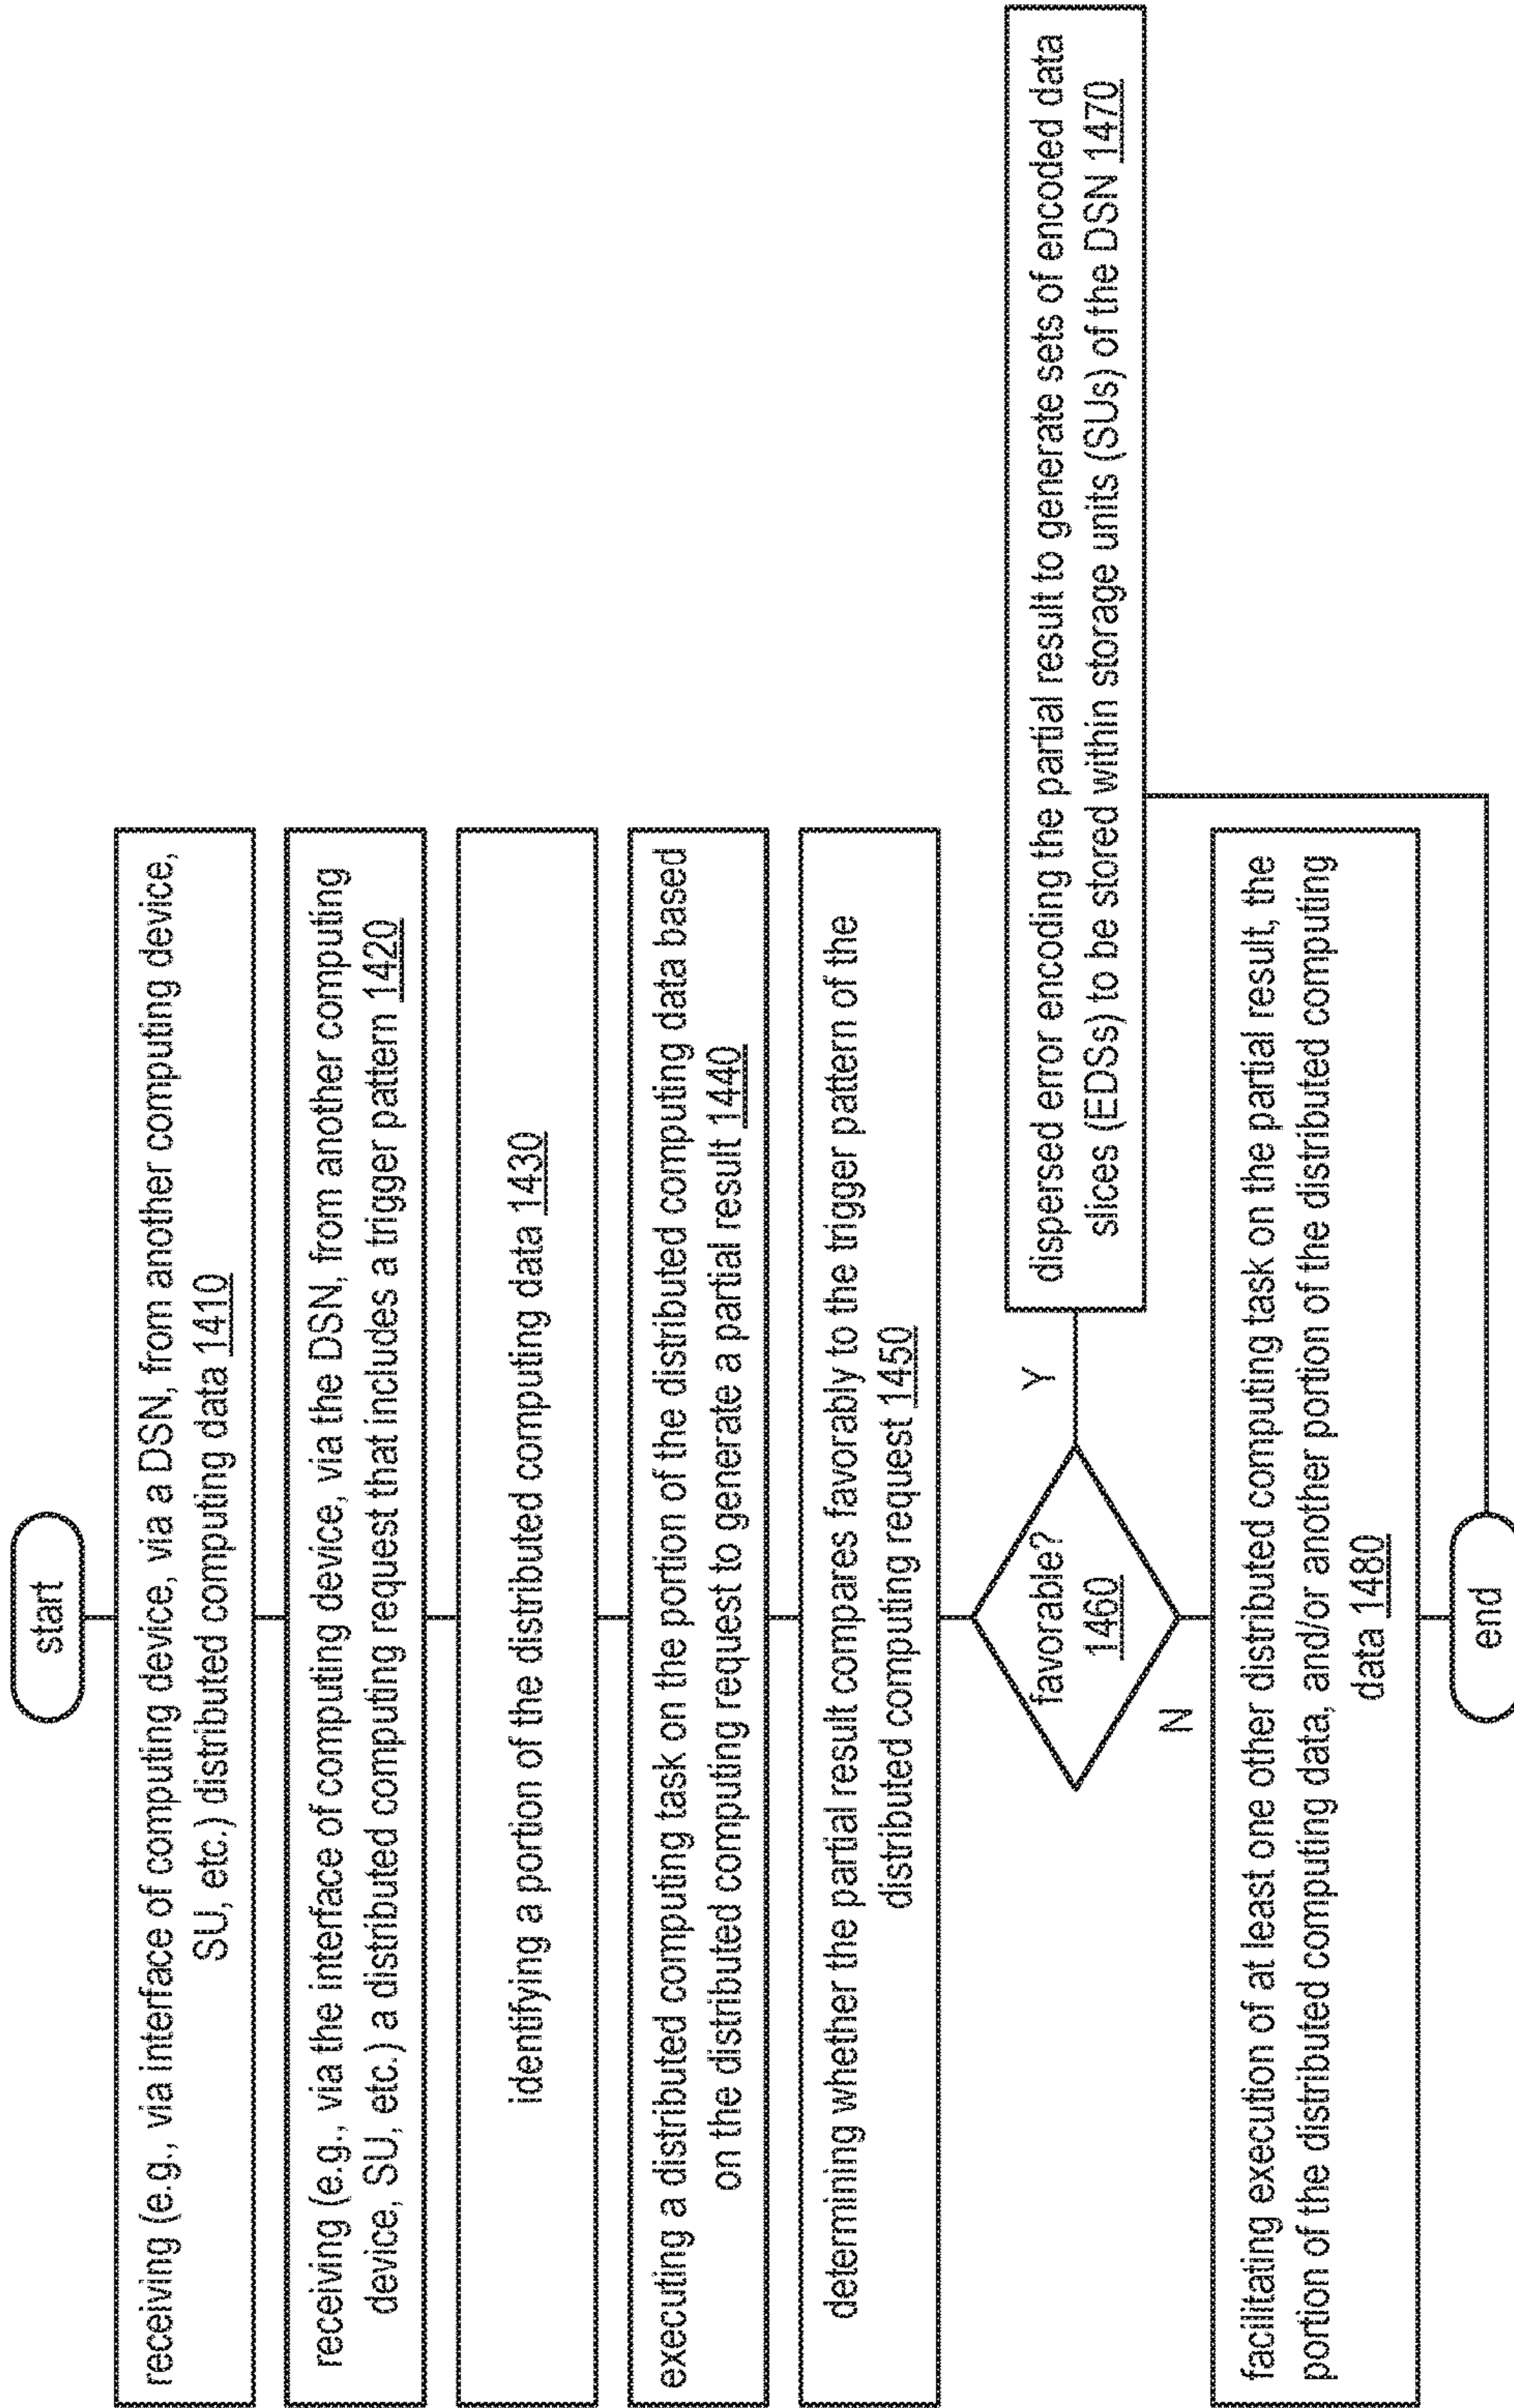 start
receiving (e.g., via interface of computing device, via a DSN, from another computing device,
SU, etc.) distributed computing data 1410
receiving (e.g., via the interface of computing device, via the DSN, from another computing
device, SU, etc.) a distributed computing request that includes a trigger pattern 1420
identifying a portion of the distributed computing data 1430
executing a distributed computing task on the portion of the distributed computing data based
on the distributed computing request to generate a partial result 1440
determining whether the partial result compares favorably to the trigger pattern of the
distributed computing request 1450
favorable?
1460
Y
dispersed error encoding the partial result to generate sets of encoded data
slices (EDSs) to be stored within storage units (SUs) of the DSN 1470
N
facilitating execution of at least one other distributed computing task on the partial result, the
portion of the distributed computing data, and/or another portion of the distributed computing
data 1480
end